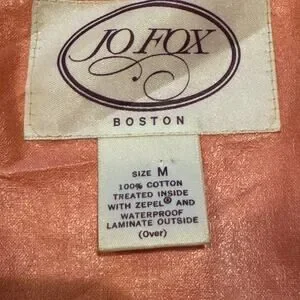 JO FOX
BOSTON
SIZE M
100% COTTON
TREATED INSIDE
WITH ZEPEL® AND
WATERPROOF
LAMINATE OUTSIDE
(Over)